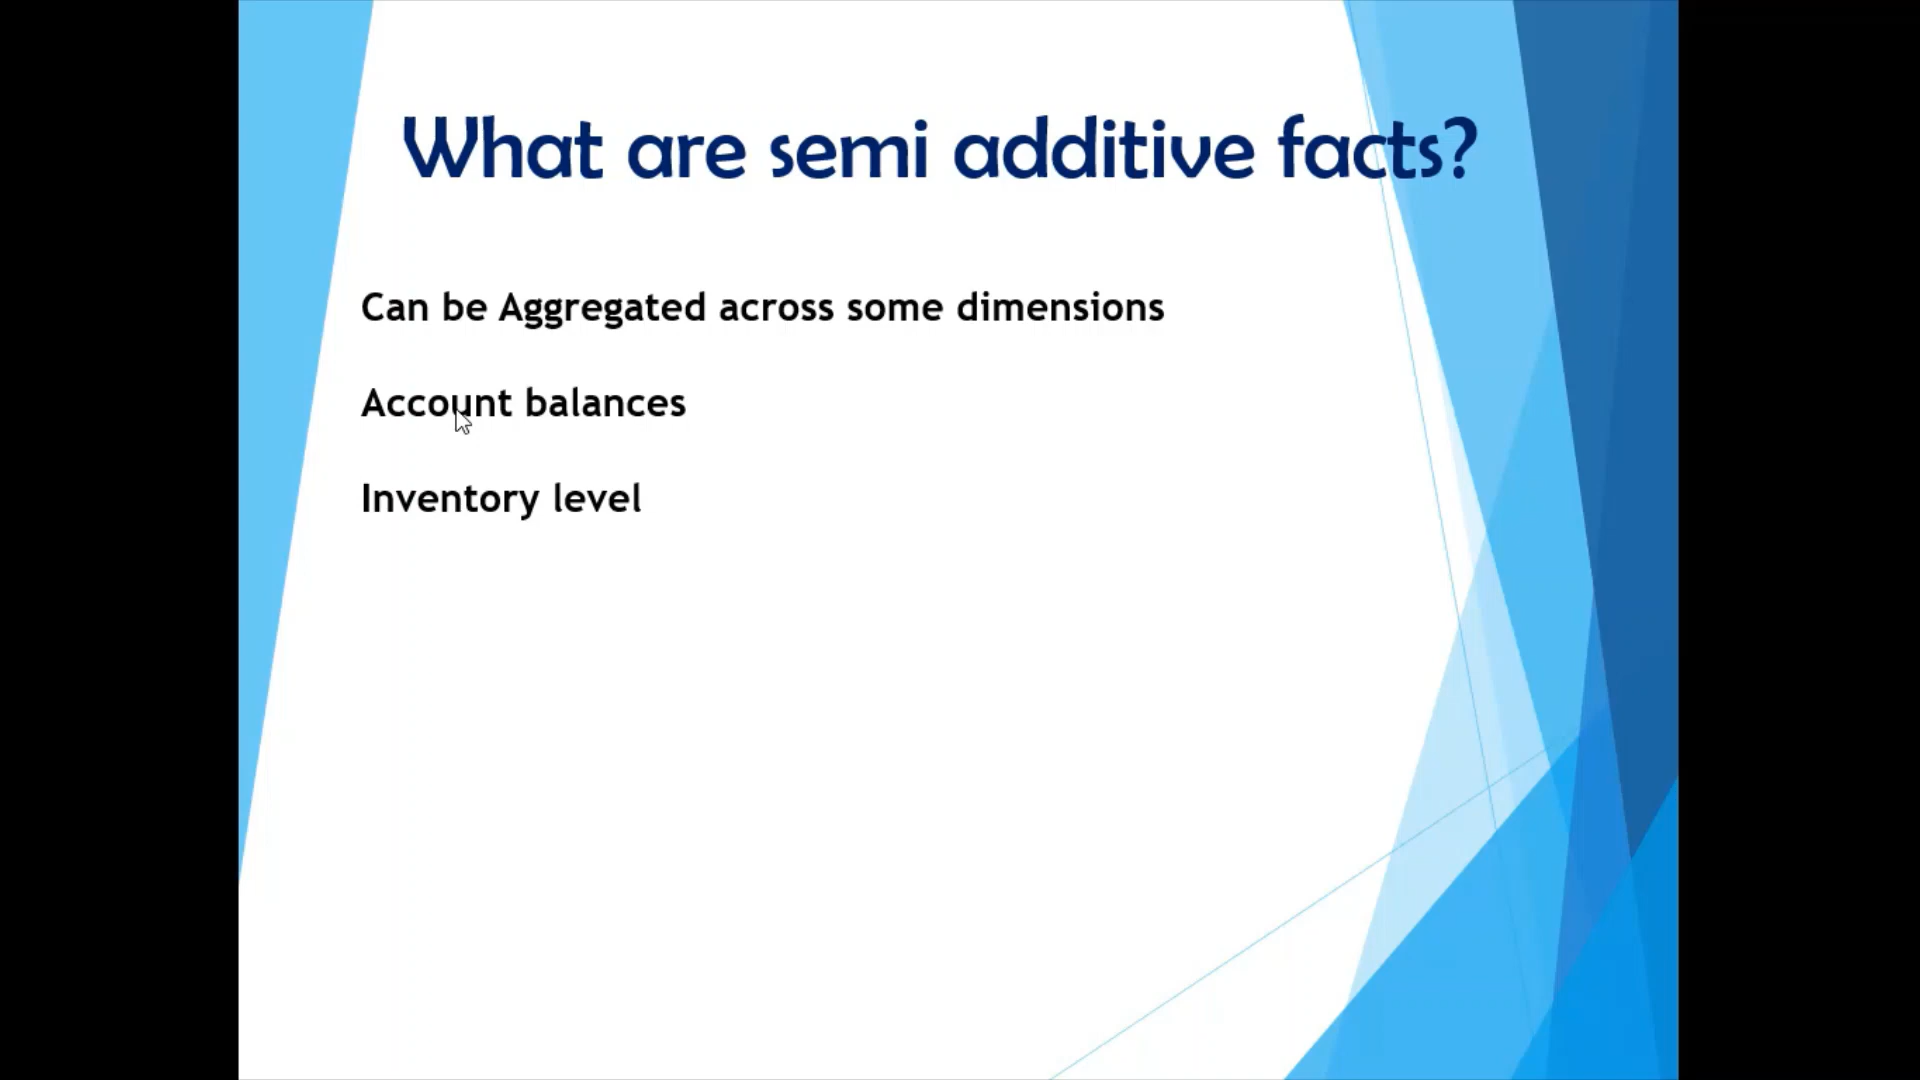 What are semi additive facts?
Can be Aggregated across some dimensions
Account balances
Inventory level